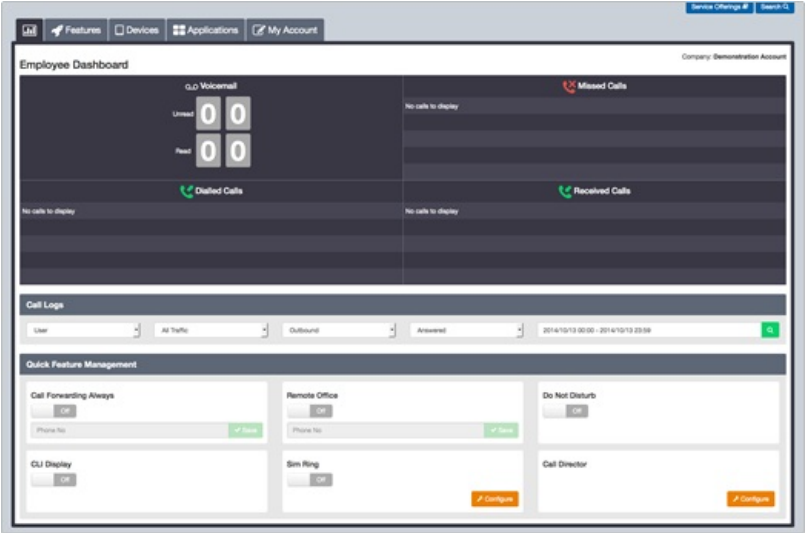 Service Offerings Search
Features Devices Applications My Account
Employee Dashboard
Company: Demonstration Account
Voicemail
Unread 0 0
Read 0 0
Missed Calls
No calls to display
Dialled Calls
No calls to display
Received Calls
No calls to display
Call Logs
User All Traffic Outbound Answered 2014/10/13 00:00 - 2014/10/13 23:59
Quick Feature Management
Call Forwarding Always
Off
Phone No Save
Remote Office
Off
Phone No Save
Do Not Disturb
Off
CLI Display
Off
Sim Ring
Off
Configure
Call Director
Configure